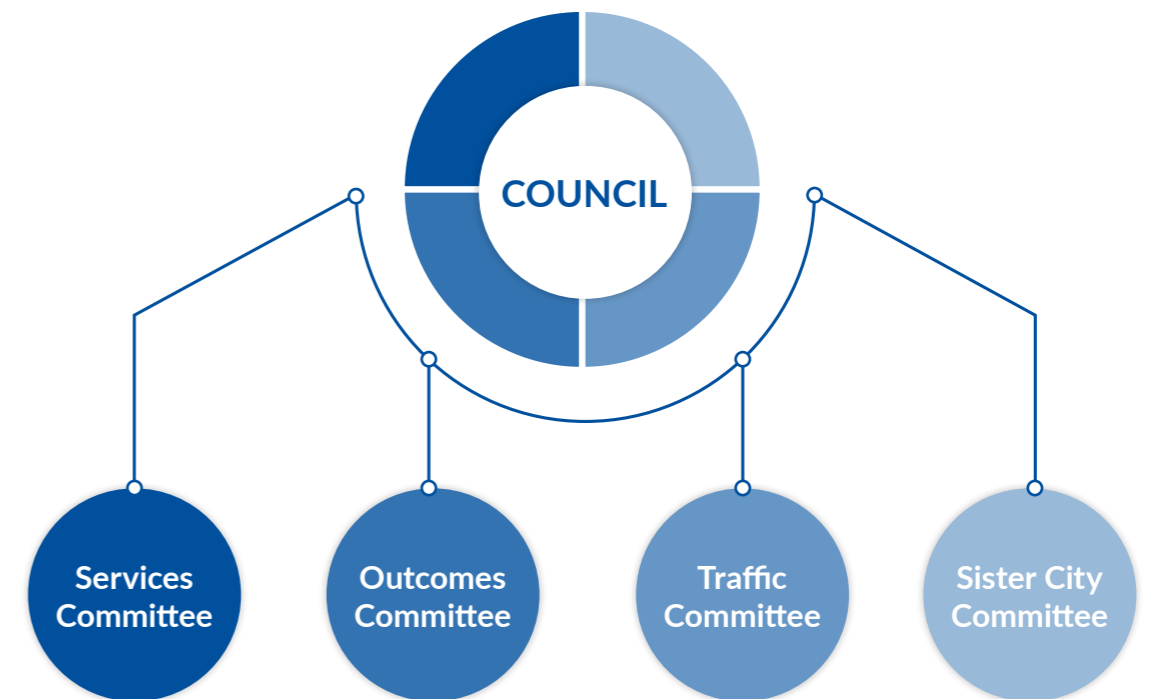 COUNCIL
Services
Committee
Outcomes
Committee
Traffic
Committee
Sister City
Committee